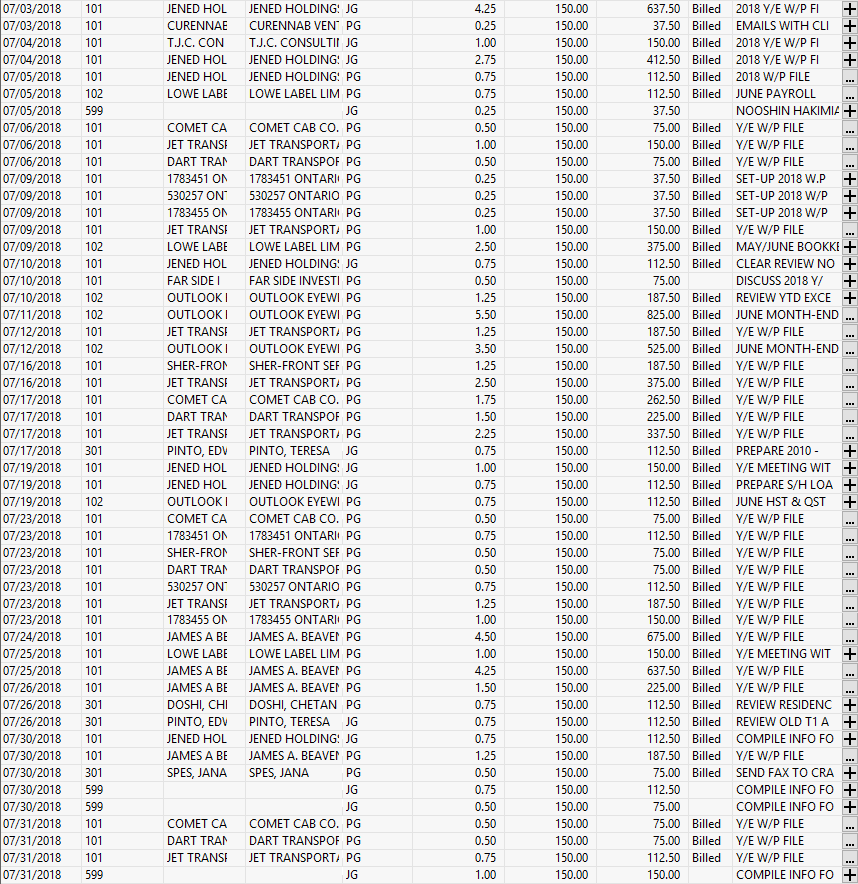 07/03/2018 101 JENED HOL JENED HOLDINGS JG 4.25 150.00 637.50 Billed 2018 Y/E W/P FI
07/03/2018 101 CURENNAB CURENNAB VEN PG 0.25 150.00 37.50 Billed EMAILS WITH CLI
07/04/2018 101 T.J.C. CON T.J.C. CONSULTI JG 1.00 150.00 150.00 Billed 2018 Y/E W/P FI
07/04/2018 101 JENED HOL JENED HOLDINGS JG 2.75 150.00 412.50 Billed 2018 Y/E W/P FI
07/05/2018 101 JENED HOL JENED HOLDINGS PG 0.75 150.00 112.50 Billed 2018 W/P FILE ...
07/05/2018 102 LOWE LABE LOWE LABEL LIM PG 0.75 150.00 112.50 Billed JUNE PAYROLL ...
07/05/2018 599 JG 0.25 150.00 37.50 NOOSHIN HAKIMIA
07/06/2018 101 COMET CA COMET CAB CO. PG 0.50 150.00 75.00 Billed Y/E W/P FILE ...
07/06/2018 101 JET TRANSP JET TRANSPORTA PG 1.00 150.00 150.00 Billed Y/E W/P FILE ...
07/06/2018 101 DART TRAN DART TRANSPOR PG 0.50 150.00 75.00 Billed Y/E W/P FILE ...
07/09/2018 101 1783451 ON 1783451 ONTARI PG 0.25 150.00 37.50 Billed SET-UP 2018 W.P
07/09/2018 101 530257 ONT 530257 ONTARIO PG 0.25 150.00 37.50 Billed SET-UP 2018 W/P
07/09/2018 101 1783455 ON 1783455 ONTARI PG 0.25 150.00 37.50 Billed SET-UP 2018 W/P
07/09/2018 101 JET TRANSP JET TRANSPORTA PG 1.00 150.00 150.00 Billed Y/E W/P FILE ...
07/09/2018 102 LOWE LABE LOWE LABEL LIM PG 2.50 150.00 375.00 Billed MAY/JUNE BOOKKE
07/10/2018 101 JENED HOL JENED HOLDINGS JG 0.75 150.00 112.50 Billed CLEAR REVIEW NO
07/10/2018 101 FAR SIDE I FAR SIDE INVESTI PG 0.50 150.00 75.00 DISCUSS 2018 Y/
07/10/2018 102 OUTLOOK I OUTLOOK EYEWI PG 1.25 150.00 187.50 Billed REVIEW YTD EXCE
07/11/2018 102 OUTLOOK I OUTLOOK EYEWI PG 5.50 150.00 825.00 Billed JUNE MONTH-END ...
07/12/2018 101 JET TRANSP JET TRANSPORTA PG 1.25 150.00 187.50 Billed Y/E W/P FILE ...
07/12/2018 102 OUTLOOK I OUTLOOK EYEWI PG 3.50 150.00 525.00 Billed JUNE MONTH-END ...
07/16/2018 101 SHER-FRON SHER-FRONT SER PG 1.25 150.00 187.50 Billed Y/E W/P FILE ...
07/16/2018 101 JET TRANSP JET TRANSPORTA PG 2.50 150.00 375.00 Billed Y/E W/P FILE ...
07/17/2018 101 COMET CA COMET CAB CO. PG 1.75 150.00 262.50 Billed Y/E W/P FILE ...
07/17/2018 101 DART TRAN DART TRANSPOR PG 1.50 150.00 225.00 Billed Y/E W/P FILE ...
07/17/2018 101 JET TRANSP JET TRANSPORTA PG 2.25 150.00 337.50 Billed Y/E W/P FILE ...
07/17/2018 301 PINTO, EDW PINTO, TERESA JG 0.75 150.00 112.50 Billed PREPARE 2010 -
07/19/2018 101 JENED HOL JENED HOLDINGS JG 1.00 150.00 150.00 Billed Y/E MEETING WIT
07/19/2018 101 JENED HOL JENED HOLDINGS JG 0.75 150.00 112.50 Billed PREPARE S/H LOA
07/19/2018 102 OUTLOOK I OUTLOOK EYEWI PG 0.75 150.00 112.50 Billed JUNE HST & QST ...
07/23/2018 101 COMET CA COMET CAB CO. PG 0.50 150.00 75.00 Billed Y/E W/P FILE ...
07/23/2018 101 1783451 ON 1783451 ONTARI PG 0.75 150.00 112.50 Billed Y/E W/P FILE ...
07/23/2018 101 SHER-FRON SHER-FRONT SER PG 0.50 150.00 75.00 Billed Y/E W/P FILE ...
07/23/2018 101 DART TRAN DART TRANSPOR PG 0.50 150.00 75.00 Billed Y/E W/P FILE ...
07/23/2018 101 530257 ONT 530257 ONTARIO PG 0.75 150.00 112.50 Billed Y/E W/P FILE ...
07/23/2018 101 JET TRANSP JET TRANSPORTA PG 1.25 150.00 187.50 Billed Y/E W/P FILE ...
07/23/2018 101 1783455 ON 1783455 ONTARI PG 1.00 150.00 150.00 Billed Y/E W/P FILE ...
07/24/2018 101 JAMES A BE JAMES A. BEAVEN PG 4.50 150.00 675.00 Billed Y/E W/P FILE ...
07/25/2018 101 LOWE LABE LOWE LABEL LIM PG 1.00 150.00 150.00 Billed Y/E MEETING WIT
07/25/2018 101 JAMES A BE JAMES A. BEAVEN PG 4.25 150.00 637.50 Billed Y/E W/P FILE ...
07/26/2018 101 JAMES A BE JAMES A. BEAVEN PG 1.50 150.00 225.00 Billed Y/E W/P FILE ...
07/26/2018 301 DOSHI, CHI DOSHI, CHETAN PG 0.75 150.00 112.50 Billed REVIEW RESIDENC
07/26/2018 301 PINTO, EDW PINTO, TERESA JG 0.75 150.00 112.50 Billed REVIEW OLD T1 A
07/30/2018 101 JENED HOL JENED HOLDINGS JG 0.75 150.00 112.50 Billed COMPILE INFO FO
07/30/2018 101 JAMES A BE JAMES A. BEAVEN PG 1.25 150.00 187.50 Billed Y/E W/P FILE ...
07/30/2018 301 SPES, JANA SPES, JANA PG 0.50 150.00 75.00 Billed SEND FAX TO CRA
07/30/2018 599 JG 0.75 150.00 112.50 COMPILE INFO FO
07/30/2018 599 JG 0.50 150.00 75.00 COMPILE INFO FO
07/31/2018 101 COMET CA COMET CAB CO. PG 0.50 150.00 75.00 Billed Y/E W/P FILE ...
07/31/2018 101 DART TRAN DART TRANSPOR PG 0.50 150.00 75.00 Billed Y/E W/P FILE ...
07/31/2018 101 JET TRANSP JET TRANSPORTA PG 0.75 150.00 112.50 Billed Y/E W/P FILE ...
07/31/2018 599 JG 1.00 150.00 150.00 COMPILE INFO FO